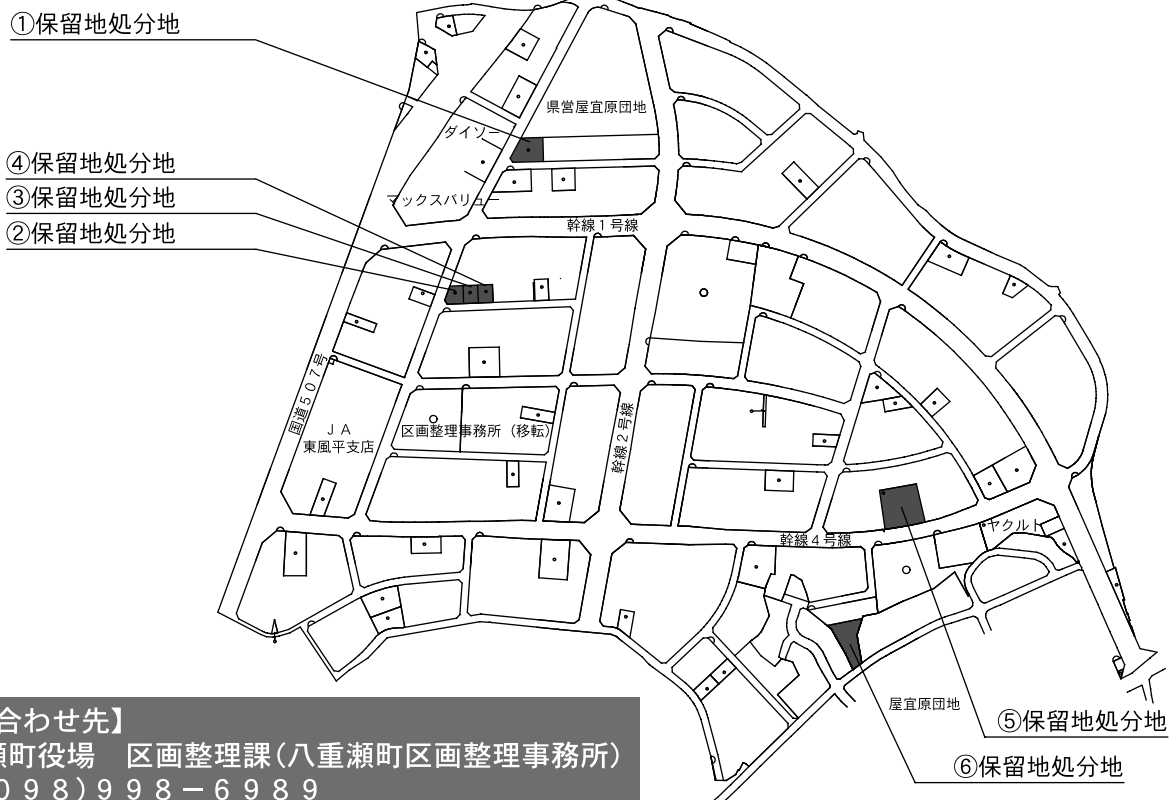 ①保留地処分地
県営屋宜原団地
ダイソー
④保留地処分地
③保留地処分地
マックスバリュー
②保留地処分地
幹線1号線
国道507号
JA
東風平支店
区画整理事務所（移転）
幹線2号線
ヤクルト
幹線4号線
屋宜原団地
⑤保留地処分地
⑥保留地処分地
合わせ先】
瀬町役場　区画整理課(八重瀬町区画整理事務所)
098)998－6989